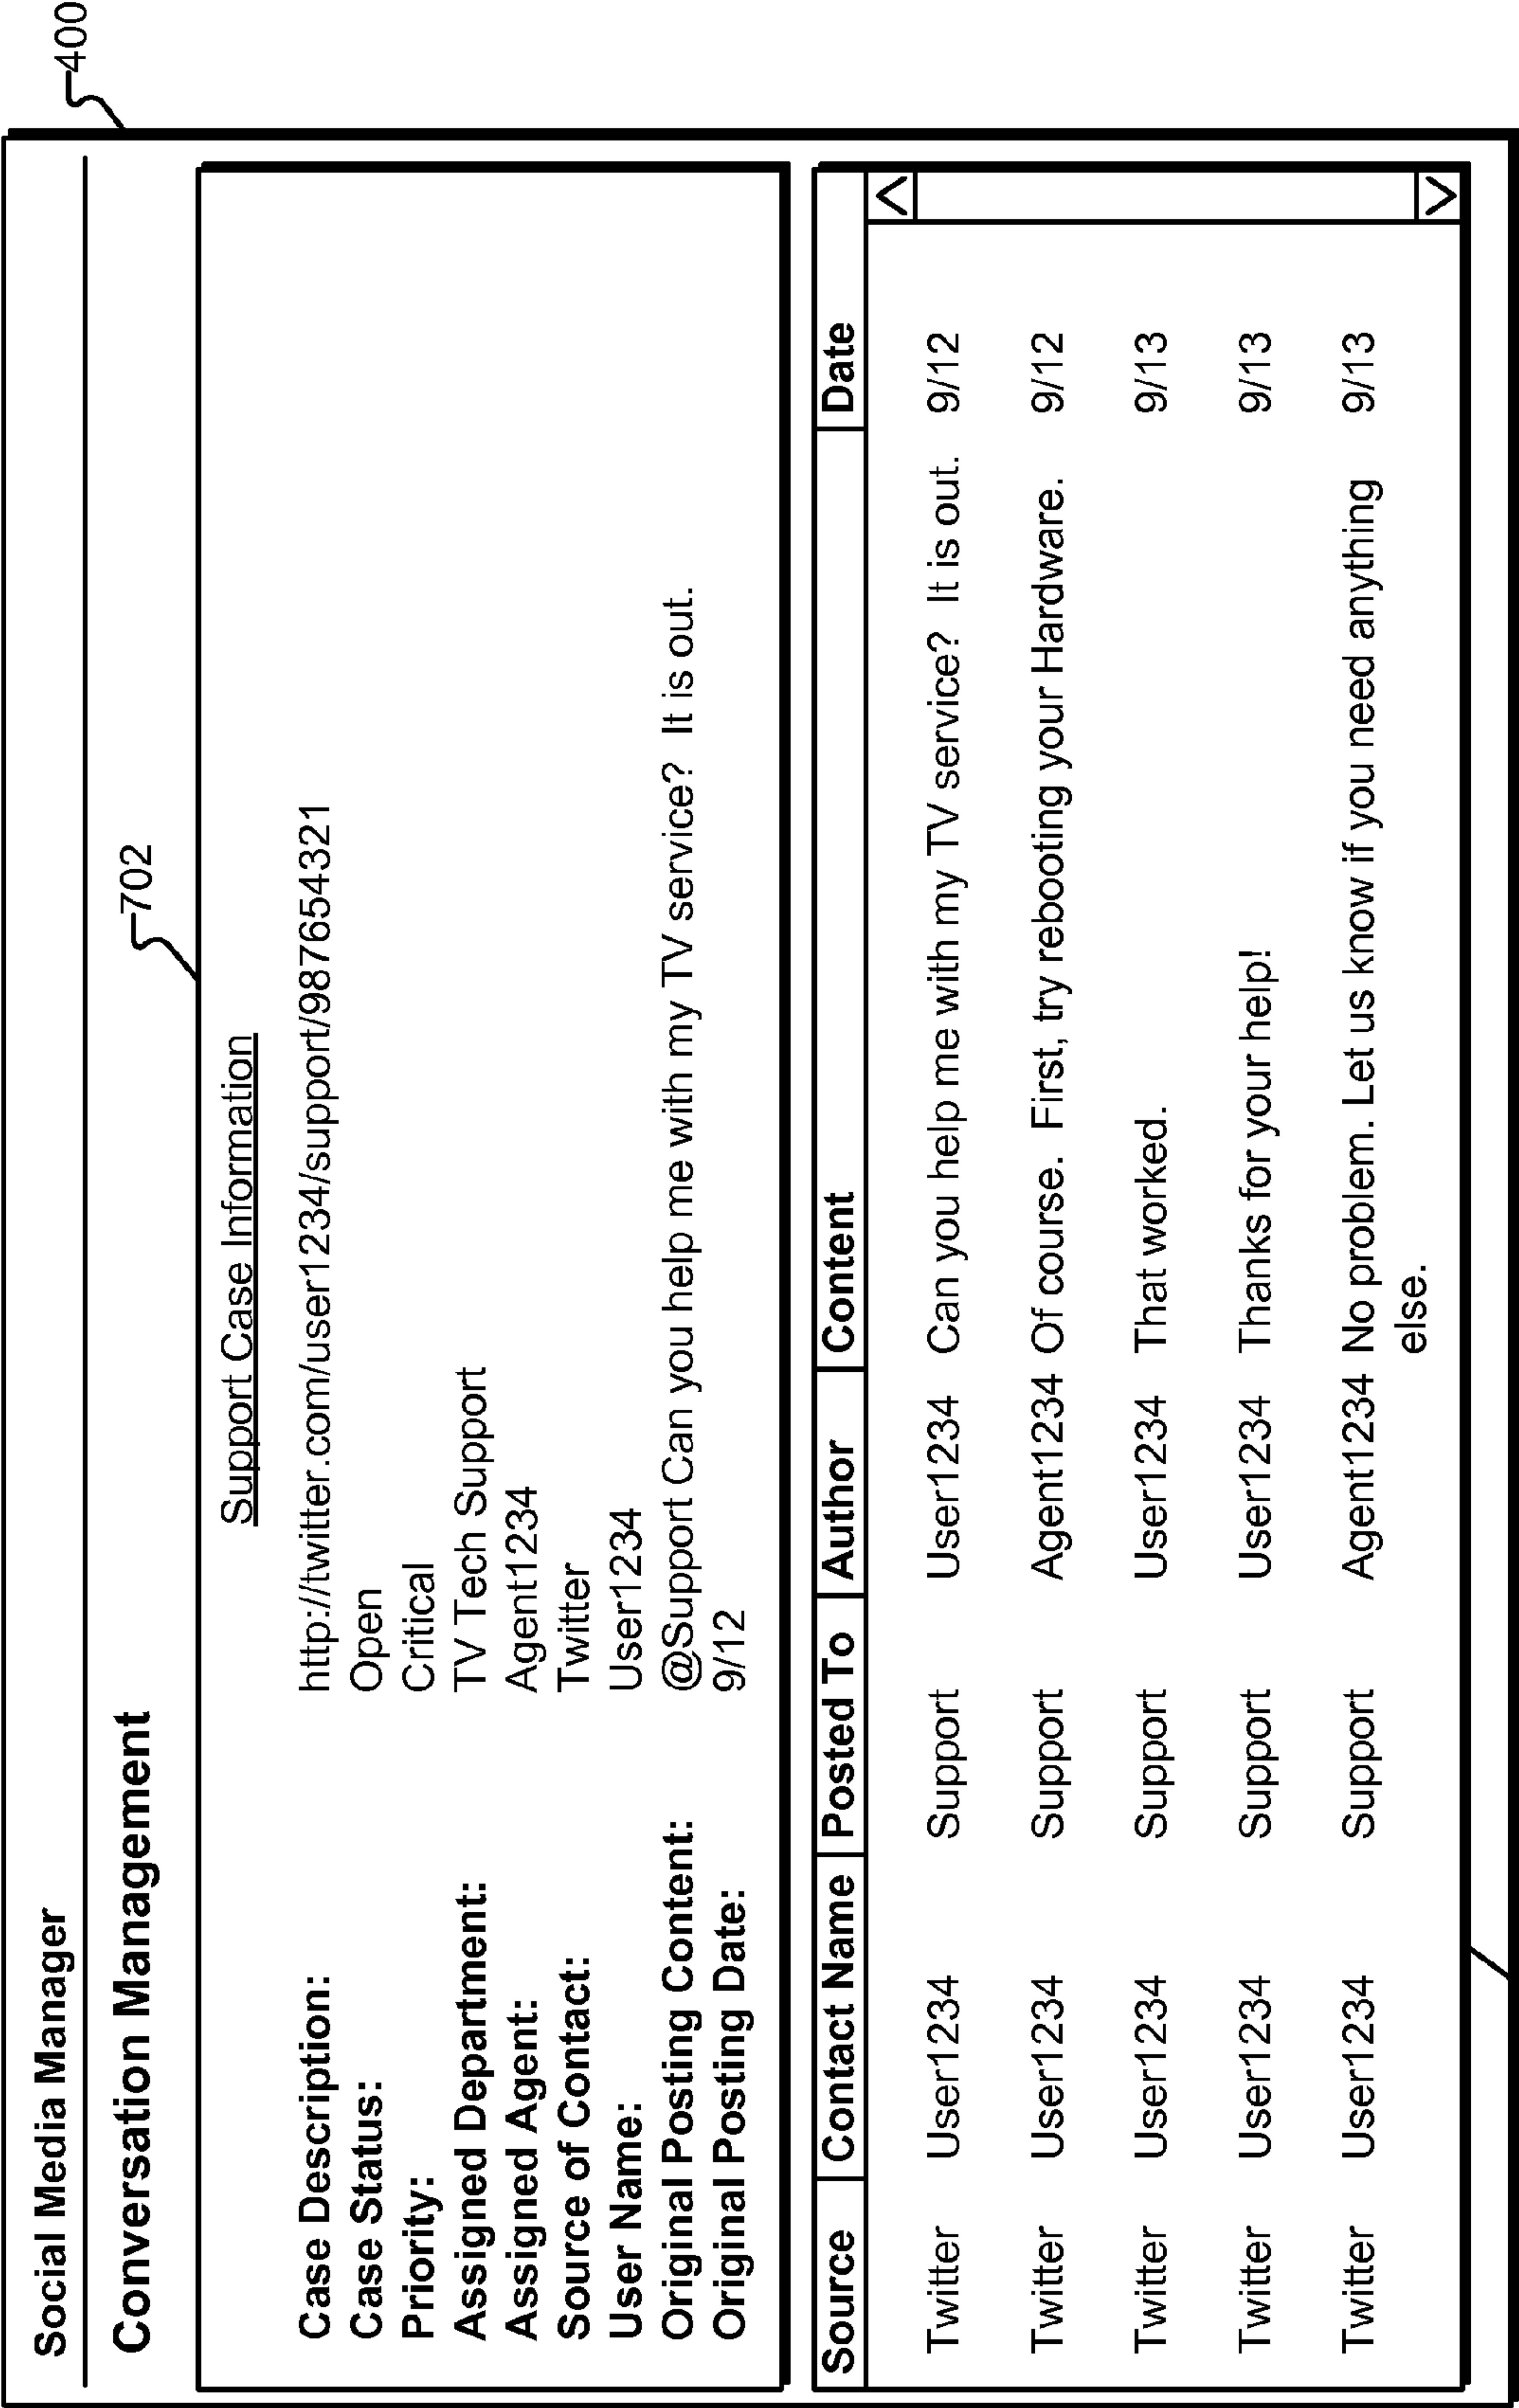 400
Social Media Manager
Conversation Management
702
Support Case Information
Case Description: http://twitter.com/user1234/support/987654321
Case Status: Open
Priority: Critical
Assigned Department: TV Tech Support
Assigned Agent: Agent1234
Source of Contact: Twitter
User Name: User1234
Original Posting Content: @Support Can you help me with my TV service? It is out.
Original Posting Date: 9/12
Source Contact Name Posted To Author Content Date
Twitter User1234 Support User1234 Can you help me with my TV service? It is out. 9/12
Twitter User1234 Support Agent1234 Of course. First, try rebooting your Hardware. 9/12
Twitter User1234 Support User1234 That worked. 9/13
Twitter User1234 Support User1234 Thanks for your help! 9/13
Twitter User1234 Support Agent1234 No problem. Let us know if you need anything 9/13
else.